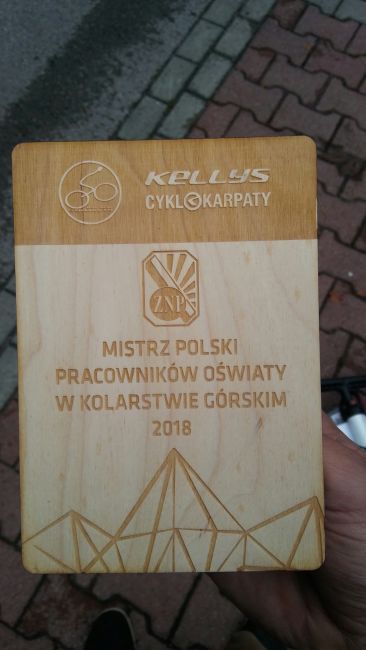 KELLYS
CYKLOKARPATY
ZNP
MISTRZ POLSKI
PRACOWNIKÓW OŚWIATY
W KOLARSTWIE GÓRSKIM
2018